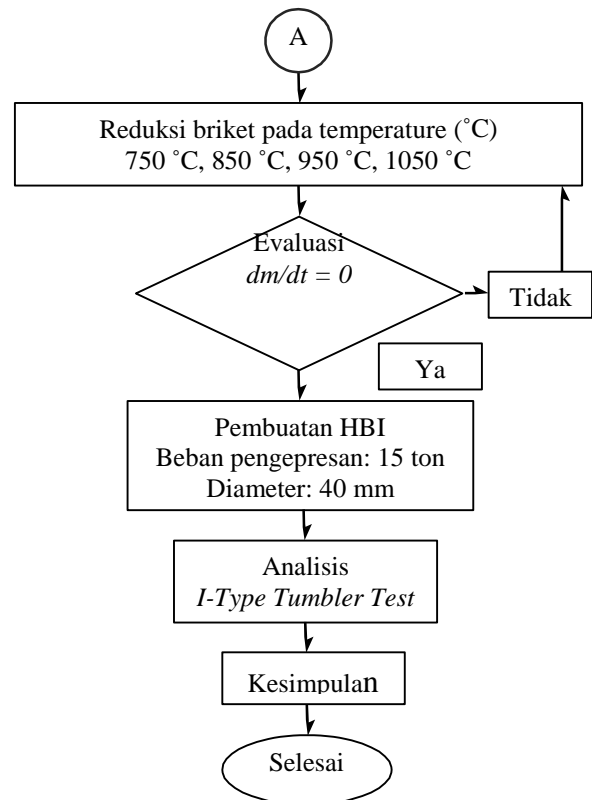 A
Reduksi briket pada temperature (˚C)
750 ˚C, 850 ˚C, 950 ˚C, 1050 ˚C
Evaluasi
dm/dt = 0
Tidak
Ya
Pembuatan HBI
Beban pengepresan: 15 ton
Diameter: 40 mm
Analisis
I-Type Tumbler Test
Kesimpulan
Selesai